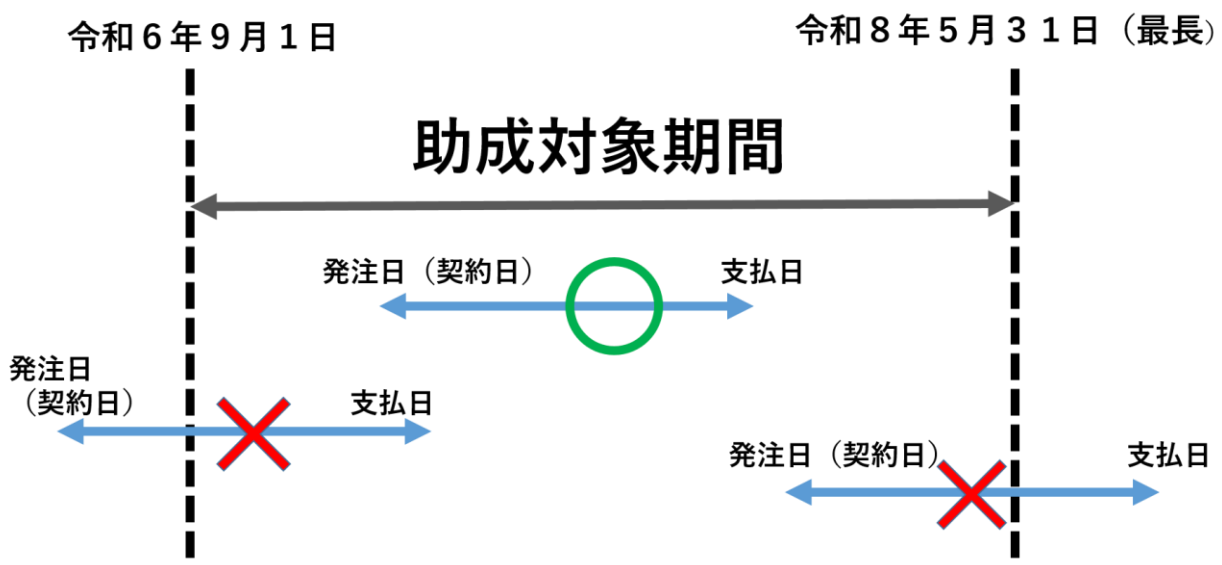 令和６年９月１日
令和８年５月３１日（最長）
助成対象期間
発注日（契約日）
支払日
発注日
（契約日）
支払日
発注日（契約日）
支払日